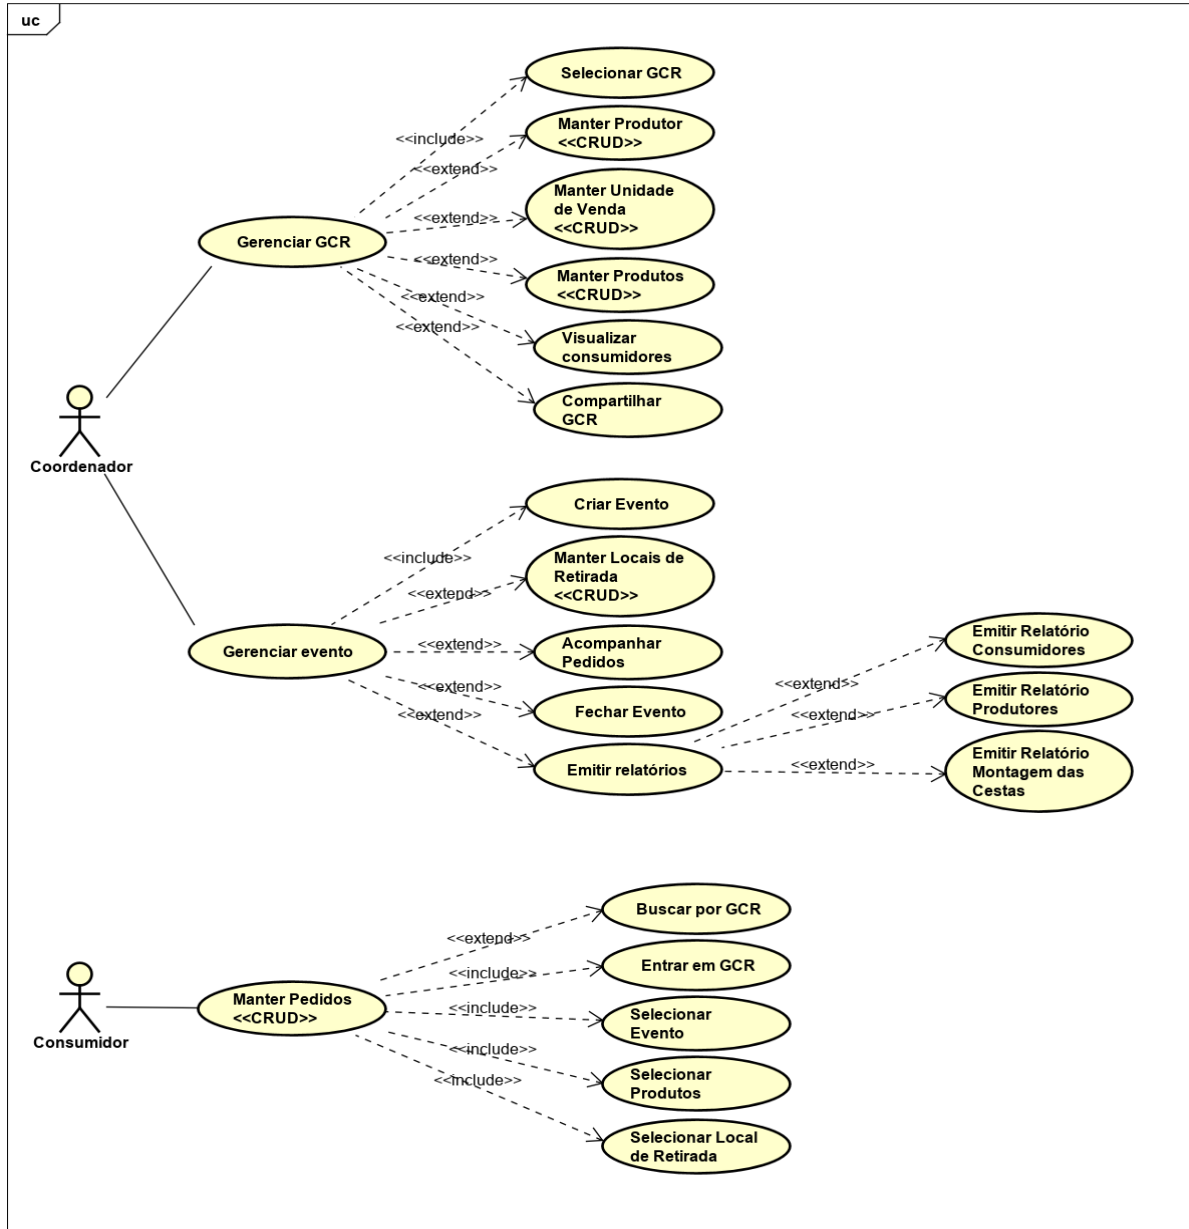 uc
Selecionar GCR
Manter Produtor
<<CRUD>>
<<include>>
<<extend>>
Manter Unidade
de Venda
<<CRUD>>
<<extend>>
Gerenciar GCR
<<extend>>
Manter Produtos
<<CRUD>>
<<extend>>
<<extend>>
Visualizar
consumidores
Compartilhar
GCR
Coordenador
Criar Evento
<<include>>
Manter Locais de
Retirada
<<CRUD>>
<<extend>>
Gerenciar evento
<<extend>>
Acompanhar
Pedidos
<<extend>>
<<extend>>
Fechar Evento
Emitir relatórios
Emitir Relatório
Consumidores
<<extend>>
Emitir Relatório
Produtores
<<extend>>
<<extend>>
Emitir Relatório
Montagem das
Cestas
Buscar por GCR
<<extend>>
Entrar em GCR
<<include>>
Manter Pedidos
<<CRUD>>
<<include>>
Selecionar
Evento
Consumidor
<<include>>
<<include>>
Selecionar
Produtos
Selecionar Local
de Retirada